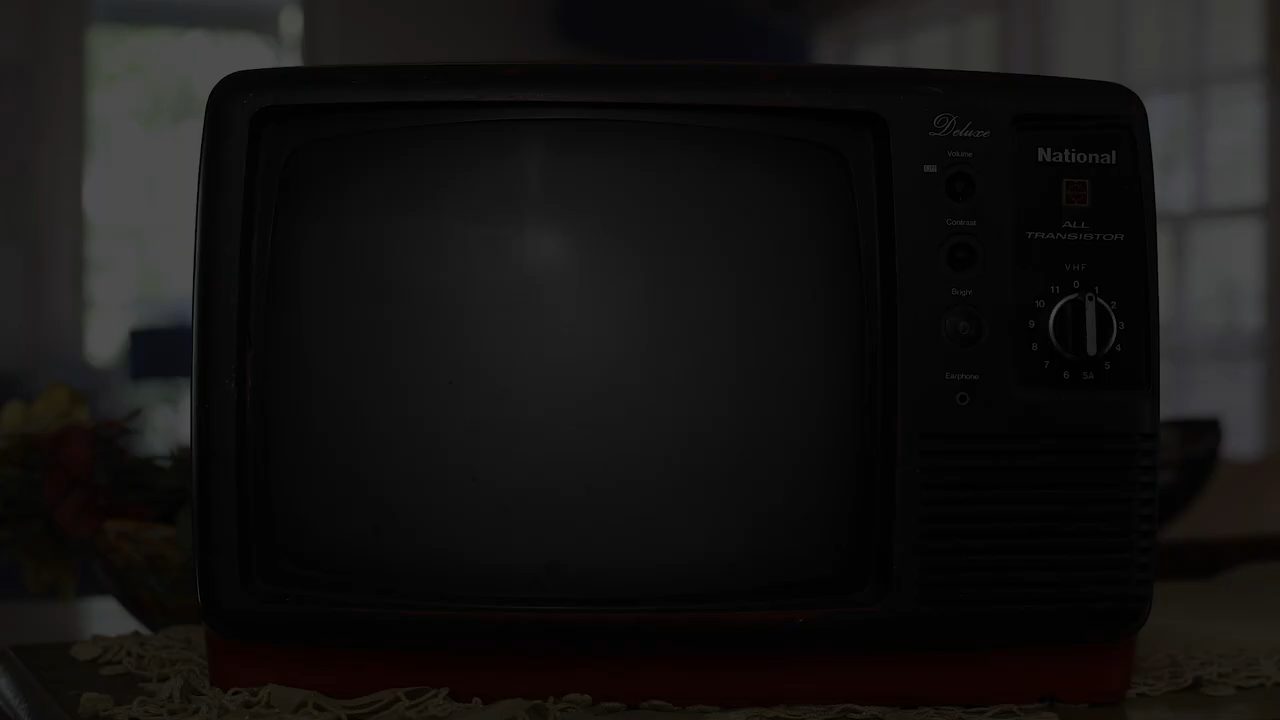 Deluxe
Volume
Contrast
Bright
Earphone
National
ALL
TRANSISTOR
VHF
0
1
2
3
4
5
SA
6
7
8
9
10
11